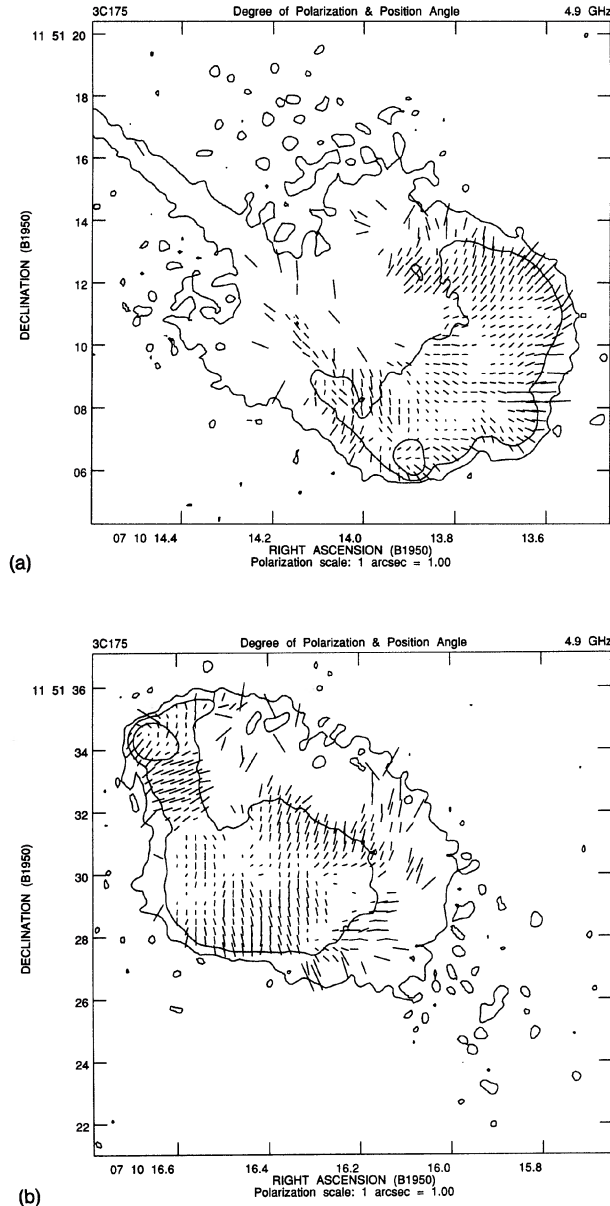 3C175 Degree of Polarization & Position Angle 4.9 GHz
11 51 20
18
16
14
12
10
08
06
DECLINATION (B1950)
07 10 14.4 14.2 14.0 13.8 13.6
RIGHT ASCENSION (B1950)
Polarization scale: 1 arcsec = 1.00
(a)
3C175 Degree of Polarization & Position Angle 4.9 GHz
11 51 36
34
32
30
28
26
24
22
DECLINATION (B1950)
07 10 16.6 16.4 16.2 16.0 15.8
RIGHT ASCENSION (B1950)
Polarization scale: 1 arcsec = 1.00
(b)